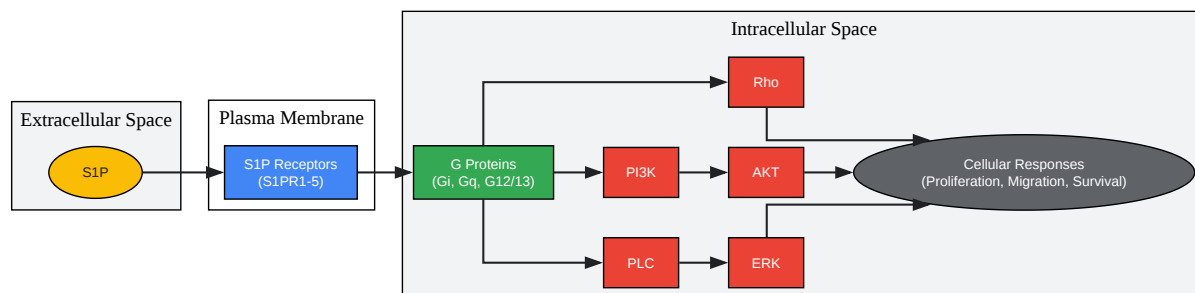 Intracellular Space
Extracellular Space
S1P
Plasma Membrane
S1P Receptors
(S1PR1-5)
G Proteins
(Gi, Gq, G12/13)
Rho
PI3K
AKT
PLC
ERK
Cellular Responses
(Proliferation, Migration, Survival)